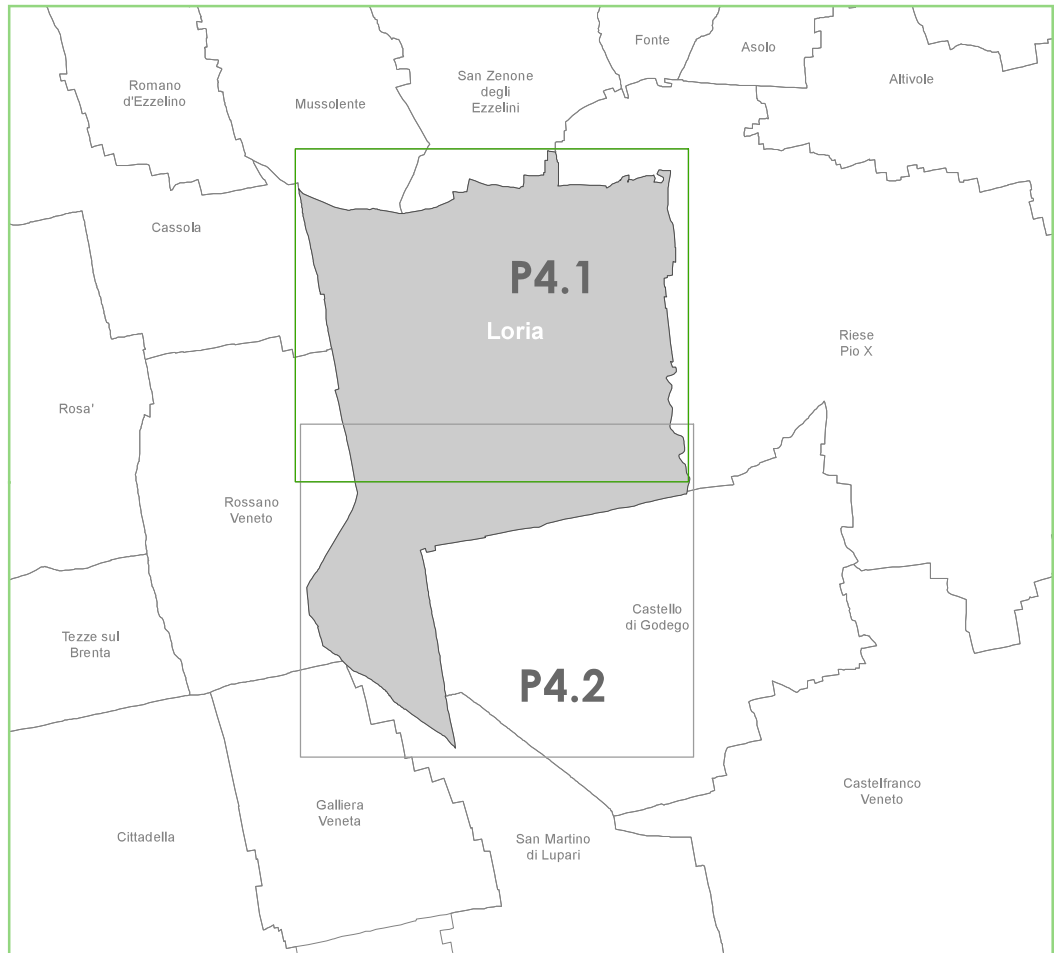 Fonte
Asolo
Romano
d'Ezzelino
Mussolente
San Zenone
degli
Ezzelini
Altivole
Cassola
P4.1
Loria
Riese
Pio X
Rosa'
Rossano
Veneto
Castello
di Godego
Tezze sul
Brenta
P4.2
Castelfranco
Veneto
Galliera
Veneta
Cittadella
San Martino
di Lupari